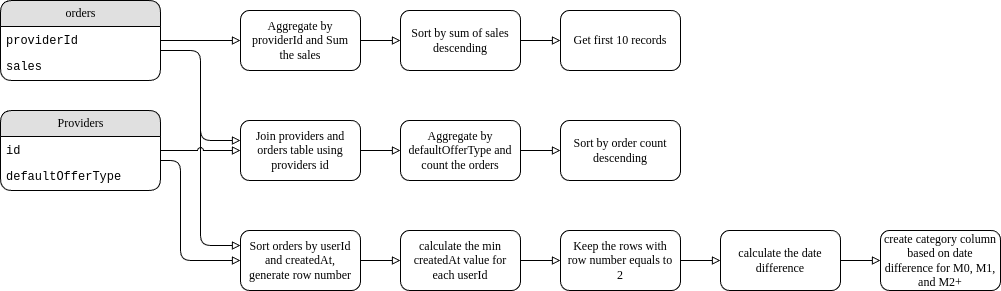 orders
providerId
sales
Aggregate by
providerId and Sum
the sales
Sort by sum of sales
descending
Get first 10 records
Providers
id
defaultOfferType
Join providers and
orders table using
providers id
Aggregate by
defaultOfferType and
count the orders
Sort by order count
descending
Sort orders by userId
and createdAt,
generate row number
calculate the min
createdAt value for
each userId
Keep the rows with
row number equals to
2
calculate the date
difference
create category column
based on date
difference for M0, M1,
and M2+